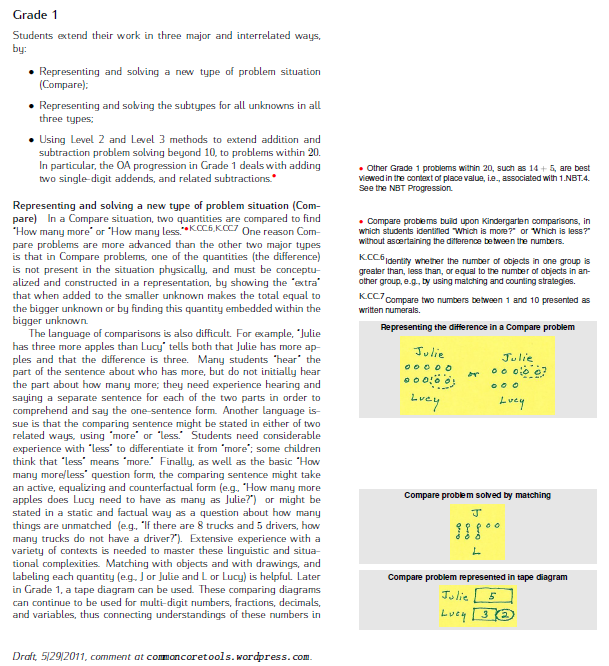 Grade 1
Students extend their work in three major and interrelated ways,
by:
• Representing and solving a new type of problem situation
(Compare);
• Representing and solving the subtypes for all unknowns in all
three types;
• Using Level 2 and Level 3 methods to extend addition and
subtraction problem solving beyond 10, to problems within 20.
In particular, the OA progression in Grade 1 deals with adding
two single-digit addends, and related subtractions.•
Representing and solving a new type of problem situation (Com-
pare) In a Compare situation, two quantities are compared to find
"How many more" or "How many less."•K.CC.6,K.CC.7 One reason Com-
pare problems are more advanced than the other two major types
is that in Compare problems, one of the quantities (the difference)
is not present in the situation physically, and must be conceptu-
alized and constructed in a representation, by showing the "extra"
that when added to the smaller unknown makes the total equal to
the bigger unknown or by finding this quantity embedded within the
bigger unknown.
The language of comparisons is also difficult. For example, "Julie
has three more apples than Lucy" tells both that Julie has more ap-
ples and that the difference is three. Many students "hear" the
part of the sentence about who has more, but do not initially hear
the part about how many more; they need experience hearing and
saying a separate sentence for each of the two parts in order to
comprehend and say the one-sentence form. Another language is-
sue is that the comparing sentence might be stated in either of two
related ways, using "more" or "less." Students need considerable
experience with "less" to differentiate it from "more"; some children
think that "less" means "more." Finally, as well as the basic "How
many more/less" question form, the comparing sentence might take
an active, equalizing and counterfactual form (e.g., "How many more
apples does Lucy need to have as many as Julie?") or might be
stated in a static and factual way as a question about how many
things are unmatched (e.g., "If there are 8 trucks and 5 drivers, how
many trucks do not have a driver?"). Extensive experience with a
variety of contexts is needed to master these linguistic and situa-
tional complexities. Matching with objects and with drawings, and
labeling each quantity (e.g., J or Julie and L or Lucy) is helpful. Later
in Grade 1, a tape diagram can be used. These comparing diagrams
can continue to be used for multi-digit numbers, fractions, decimals,
and variables, thus connecting understandings of these numbers in
• Other Grade 1 problems within 20, such as 14 + 5, are best
viewed in the context of place value, i.e., associated with 1.NBT.4.
See the NBT Progression.
• Compare problems build upon Kindergarten comparisons, in
which students identified "Which is more?" or "Which is less?"
without ascertaining the difference between the numbers.
K.CC.6 Identify whether the number of objects in one group is
greater than, less than, or equal to the number of objects in an-
other group, e.g., by using matching and counting strategies.
K.CC.7 Compare two numbers between 1 and 10 presented as
written numerals.
Representing the difference in a Compare problem
Julie
Lucy
or
Julie
?
Lucy
Compare problem solved by matching
J
L
Compare problem represented in tape diagram
Julie 5
Lucy 3 2
Draft, 5/29/2011, comment at commoncoretools.wordpress.com.